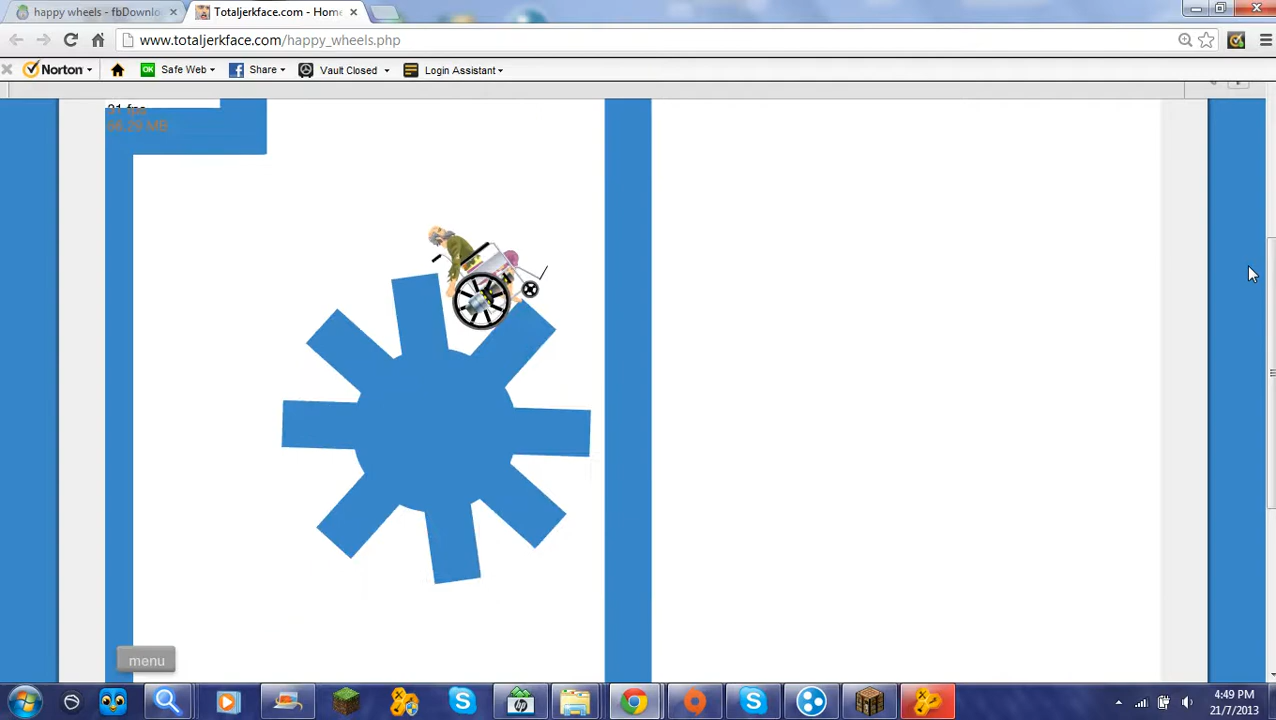 happy wheels - fbDownlo
Totaljerkface.com - Hom
www.totaljerkface.com/happy_wheels.php
Norton
Safe Web
Share
Vault Closed
Login Assistant
menu
4:49 PM
21/7/2013